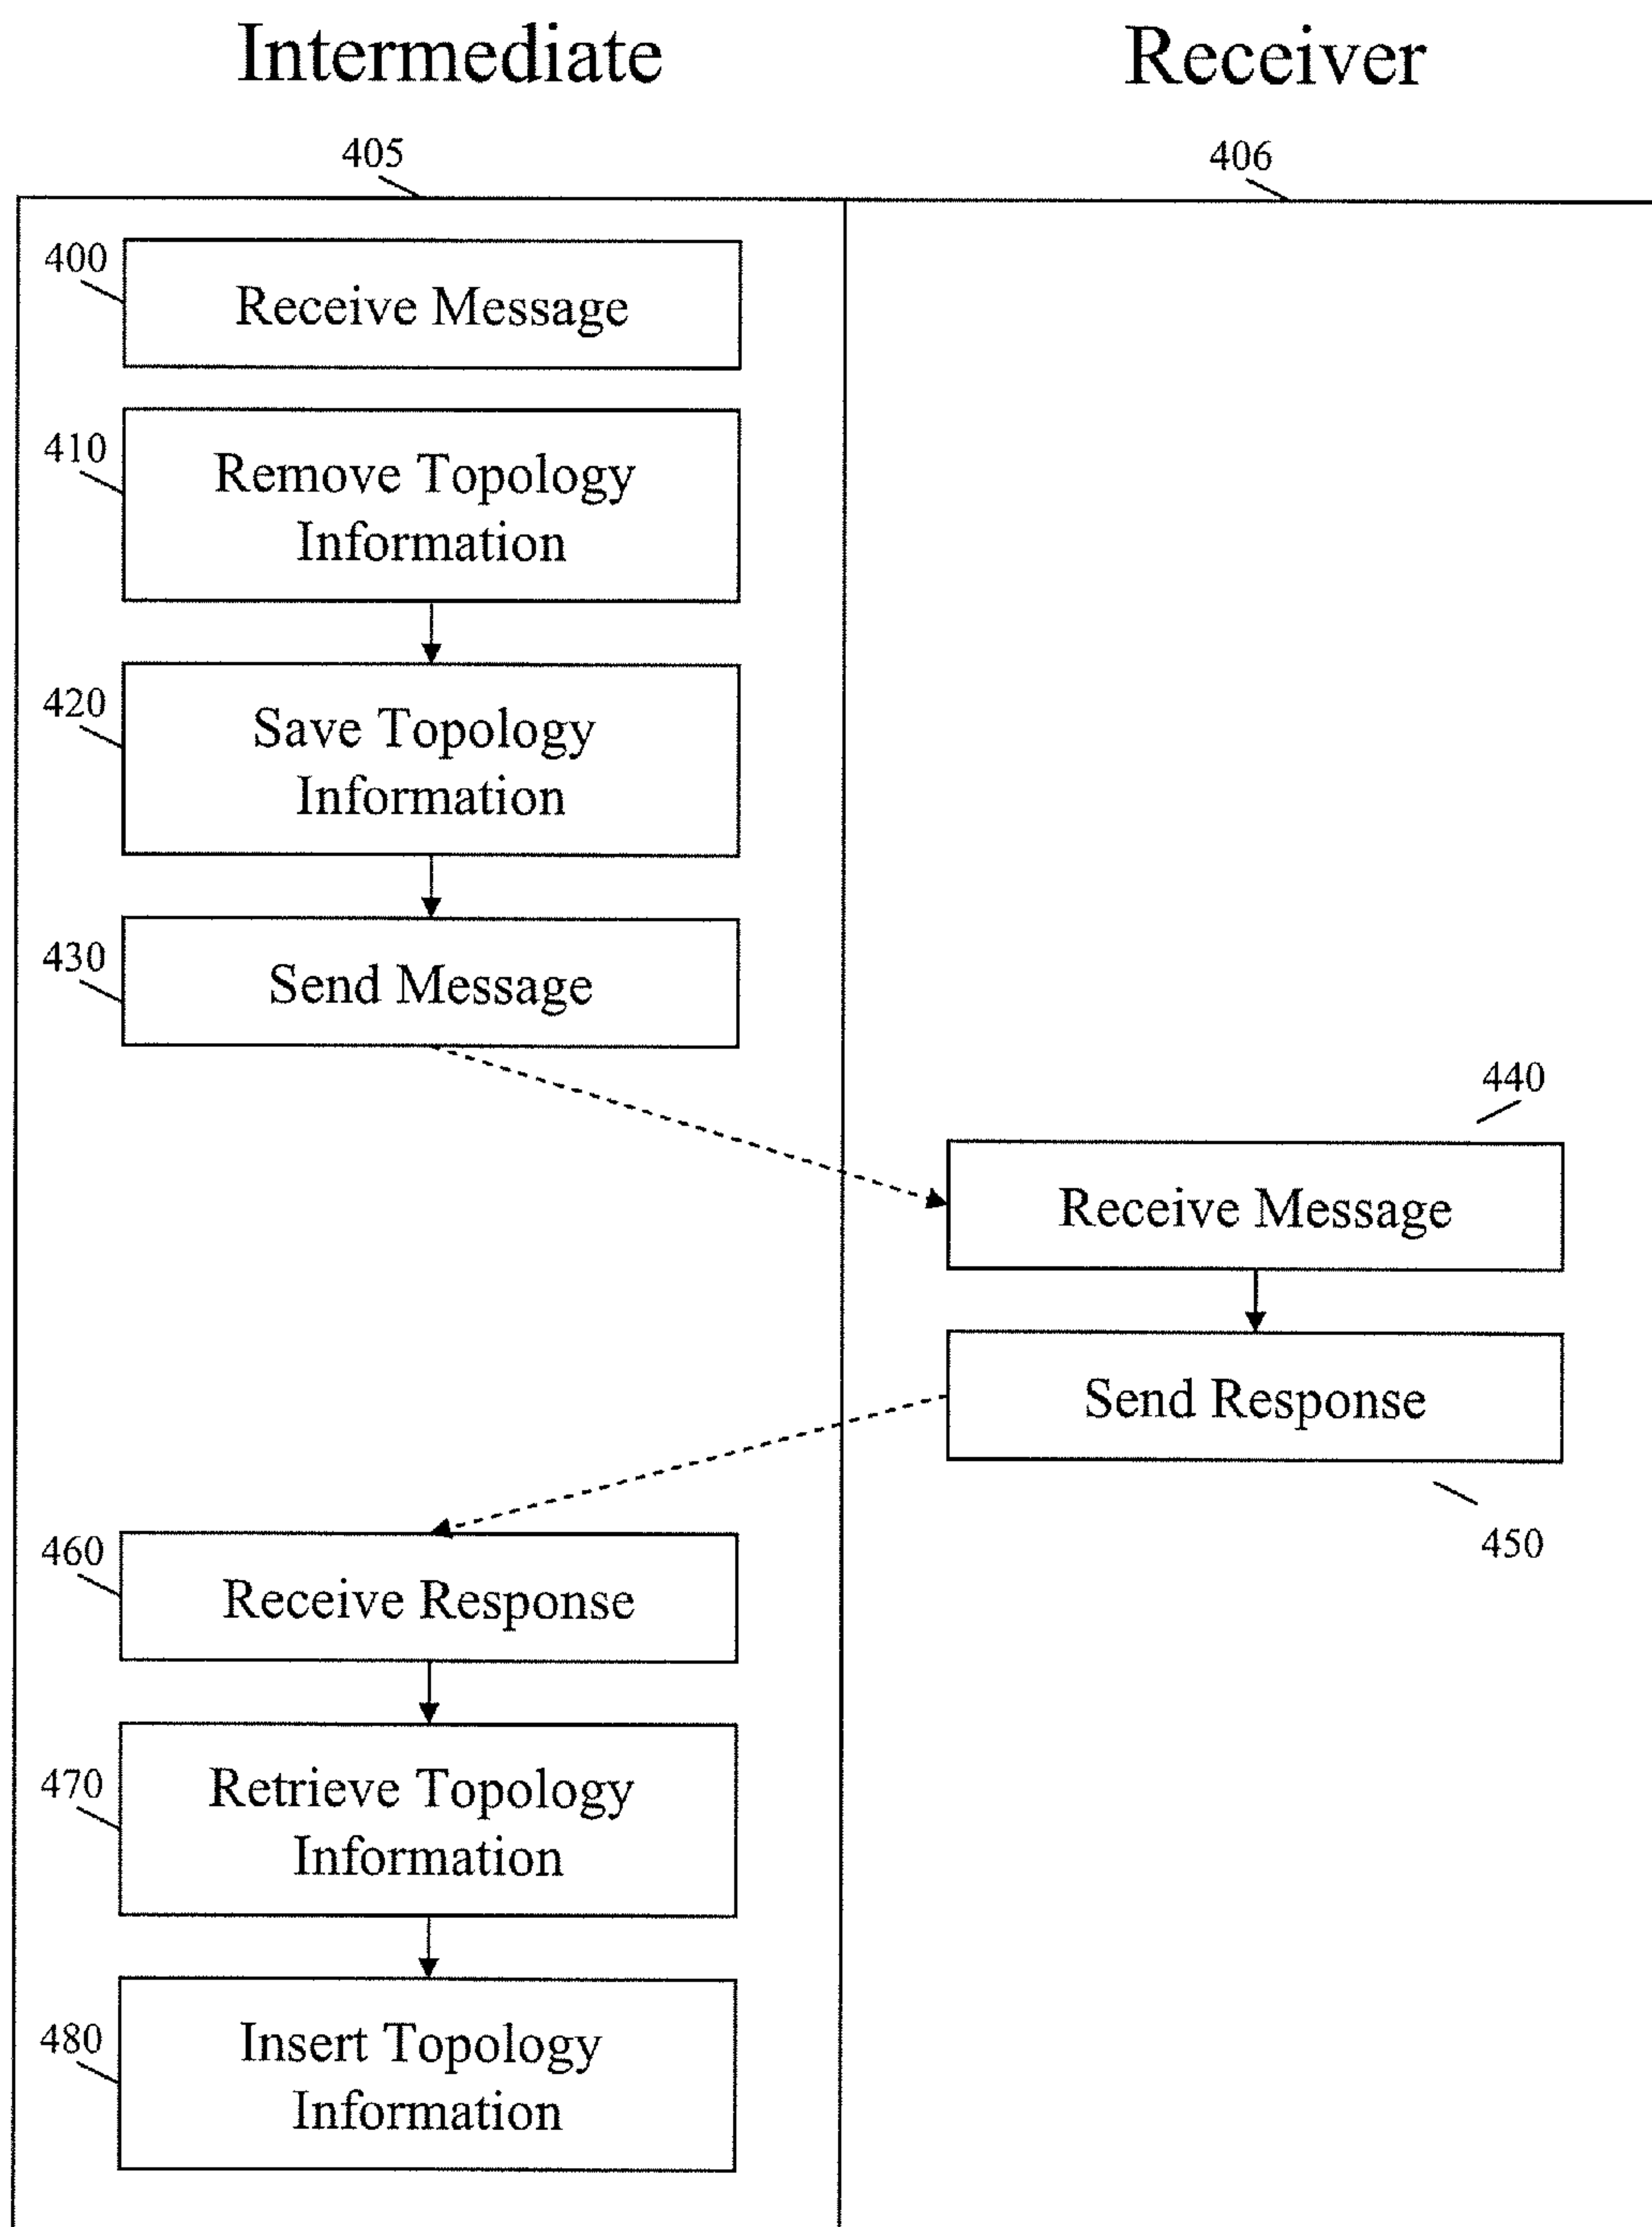 Intermediate
Receiver
405
406
400
Receive Message
410
Remove Topology
Information
420
Save Topology
Information
430
Send Message
440
Receive Message
Send Response
450
460
Receive Response
470
Retrieve Topology
Information
480
Insert Topology
Information